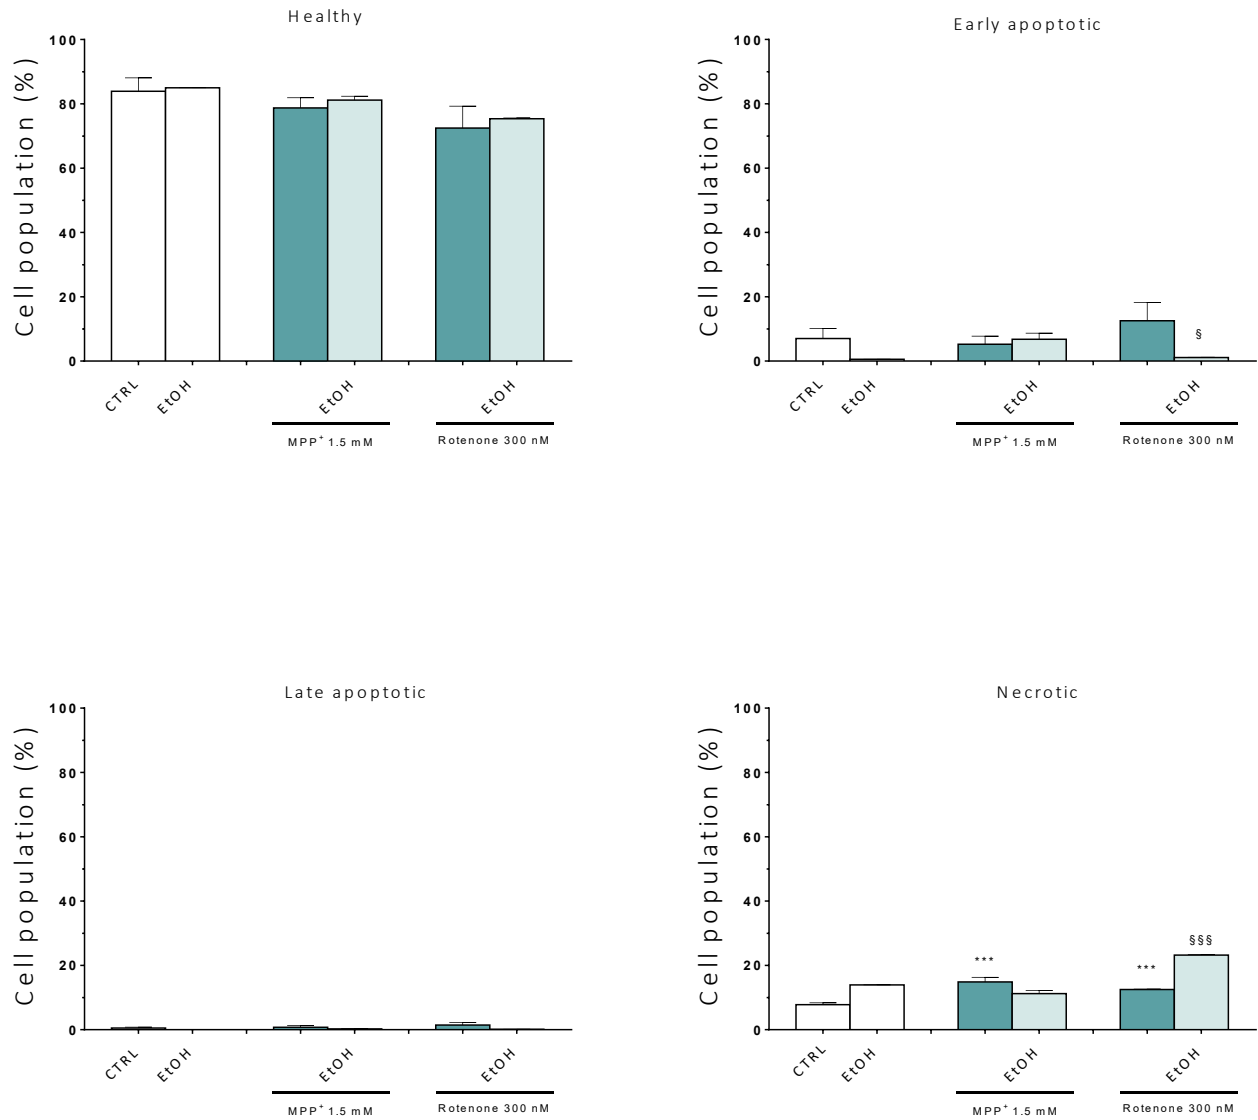 Healthy
Cell population (%)
100
80
60
40
20
0
CTRL
EtOH
EtOH
EtOH
MPP+ 1.5 mM
Rotenone 300 nM
Early apoptotic
Cell population (%)
100
80
60
40
20
0
§
CTRL
EtOH
EtOH
EtOH
MPP+ 1.5 mM
Rotenone 300 nM
Late apoptotic
Cell population (%)
100
80
60
40
20
0
CTRL
EtOH
EtOH
EtOH
MPP+ 1.5 mM
Rotenone 300 nM
Necrotic
Cell population (%)
100
80
60
40
20
0
***
***
§§§
CTRL
EtOH
EtOH
EtOH
MPP+ 1.5 mM
Rotenone 300 nM